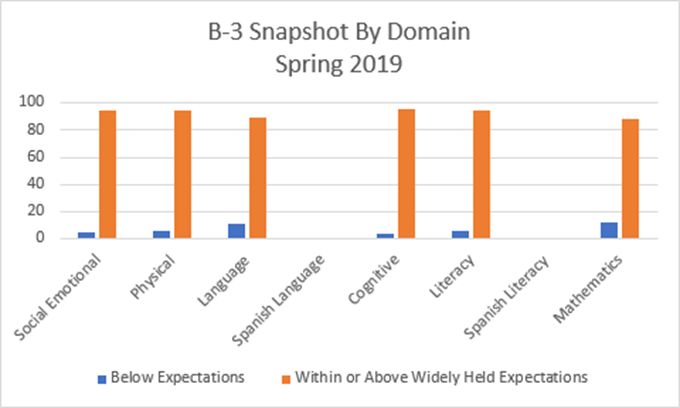 B-3 Snapshot By Domain
Spring 2019
100
80
60
40
20
0
Social Emotional
Physical
Language
Spanish Language
Cognitive
Literacy
Spanish Literacy
Mathematics
Below Expectations
Within or Above Widely Held Expectations